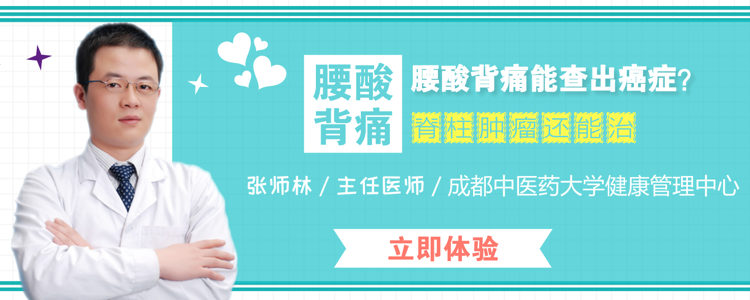 腰酸
背痛
腰酸背痛能查出癌症？
脊柱肿瘤还能治
张师林 / 主任医师 / 成都中医药大学健康管理中心
立即体验